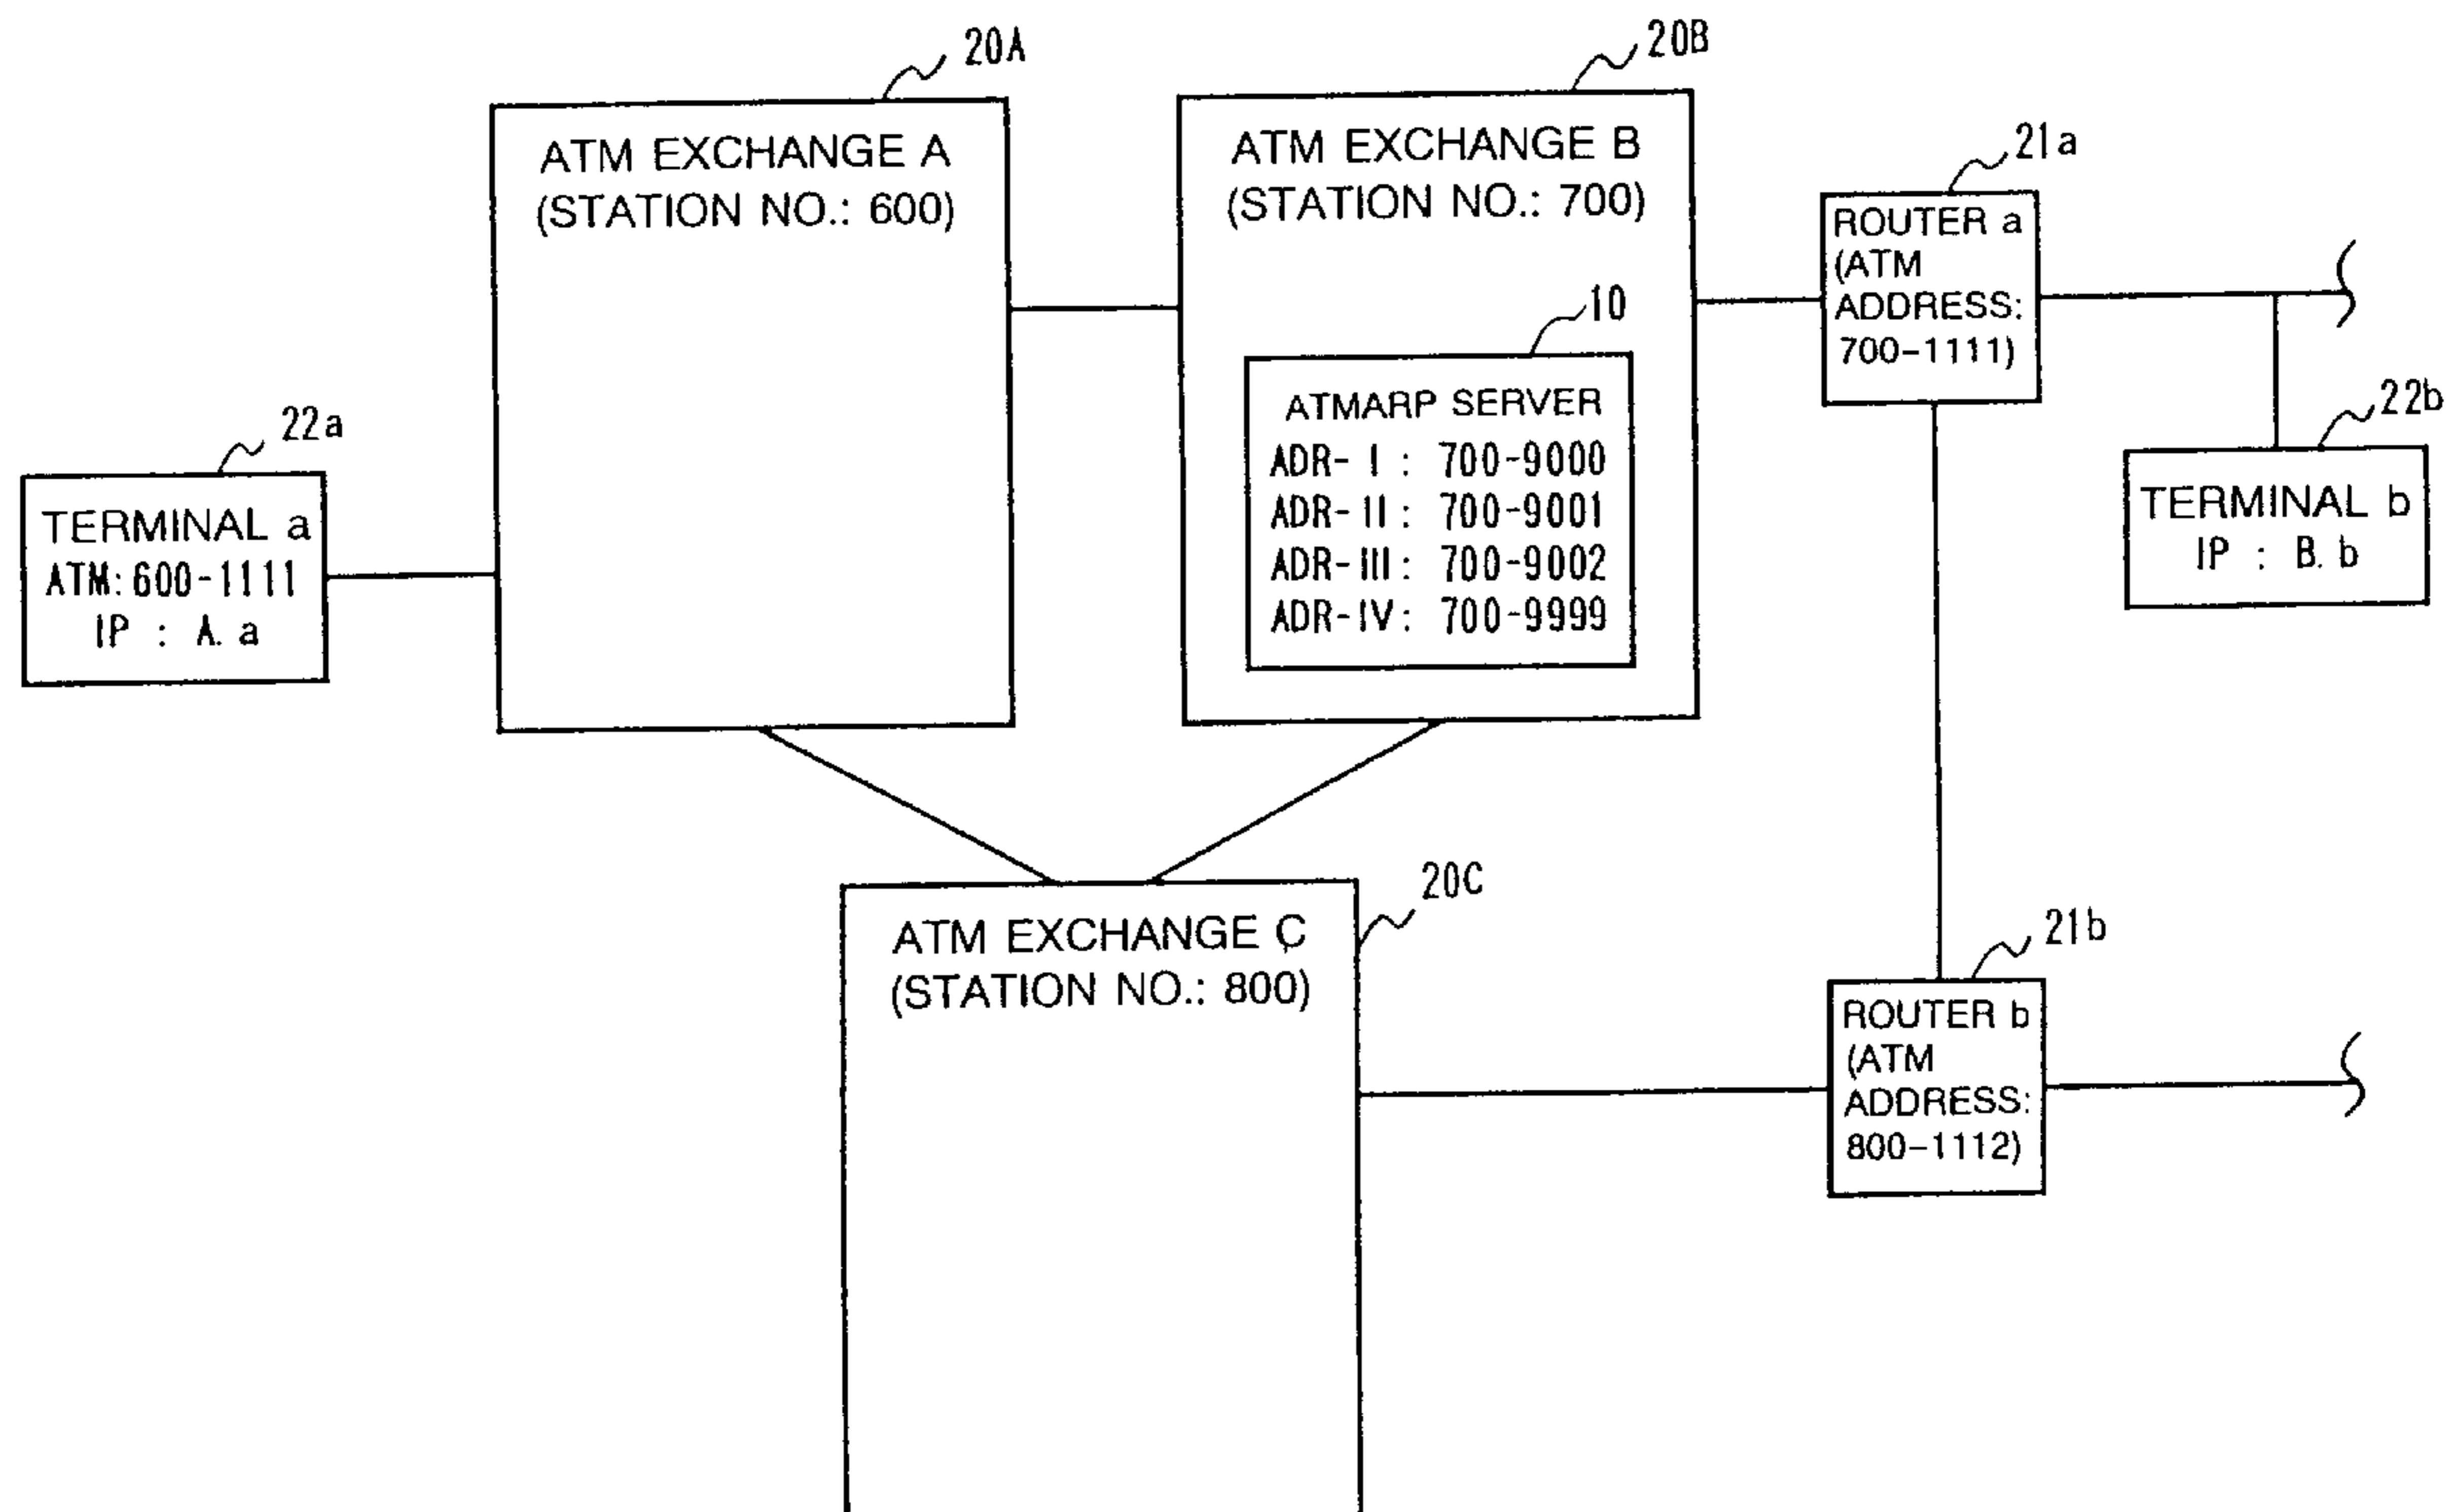 20A
ATM EXCHANGE A
(STATION NO.: 600)
20B
ATM EXCHANGE B
(STATION NO.: 700)
10
ATMARP SERVER
ADR- I : 700-9000
ADR-II : 700-9001
ADR-III : 700-9002
ADR-IV : 700-9999
21a
ROUTER a
(ATM
ADDRESS:
700-1111)
22a
TERMINAL a
ATM:600-1111
IP : A. a
22b
TERMINAL b
IP : B. b
20C
ATM EXCHANGE C
(STATION NO.: 800)
21b
ROUTER b
(ATM
ADDRESS:
800-1112)